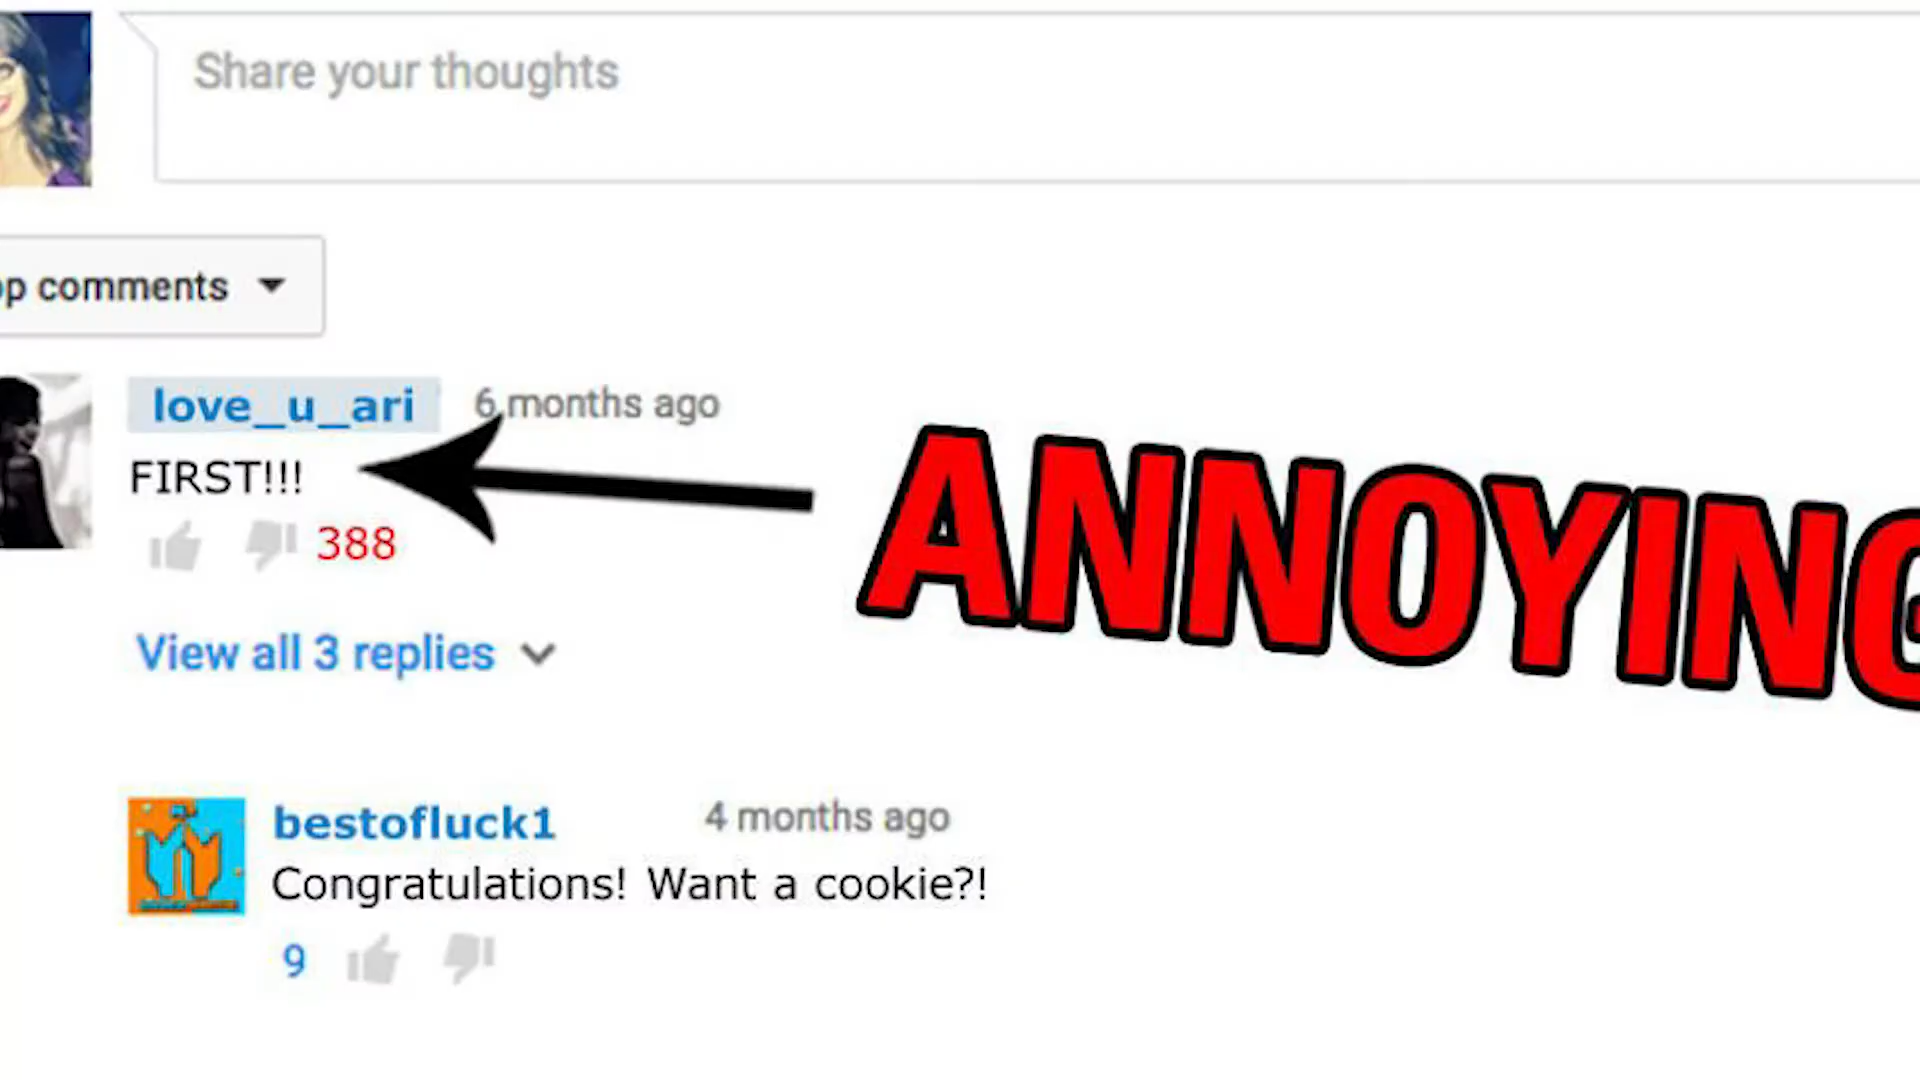 Share your thoughts
op comments
love_u_ari 6 months ago
FIRST!!!
388
ANNOYING
View all 3 replies
bestofluck1 4 months ago
Congratulations! Want a cookie?!
9